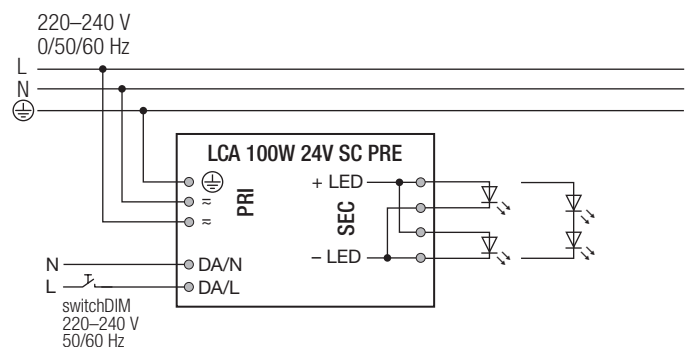 220–240 V
0/50/60 Hz
L
N
LCA 100W 24V SC PRE
PRI
≂
≂
SEC
+ LED
– LED
N
DA/N
L
DA/L
switchDIM
220–240 V
50/60 Hz